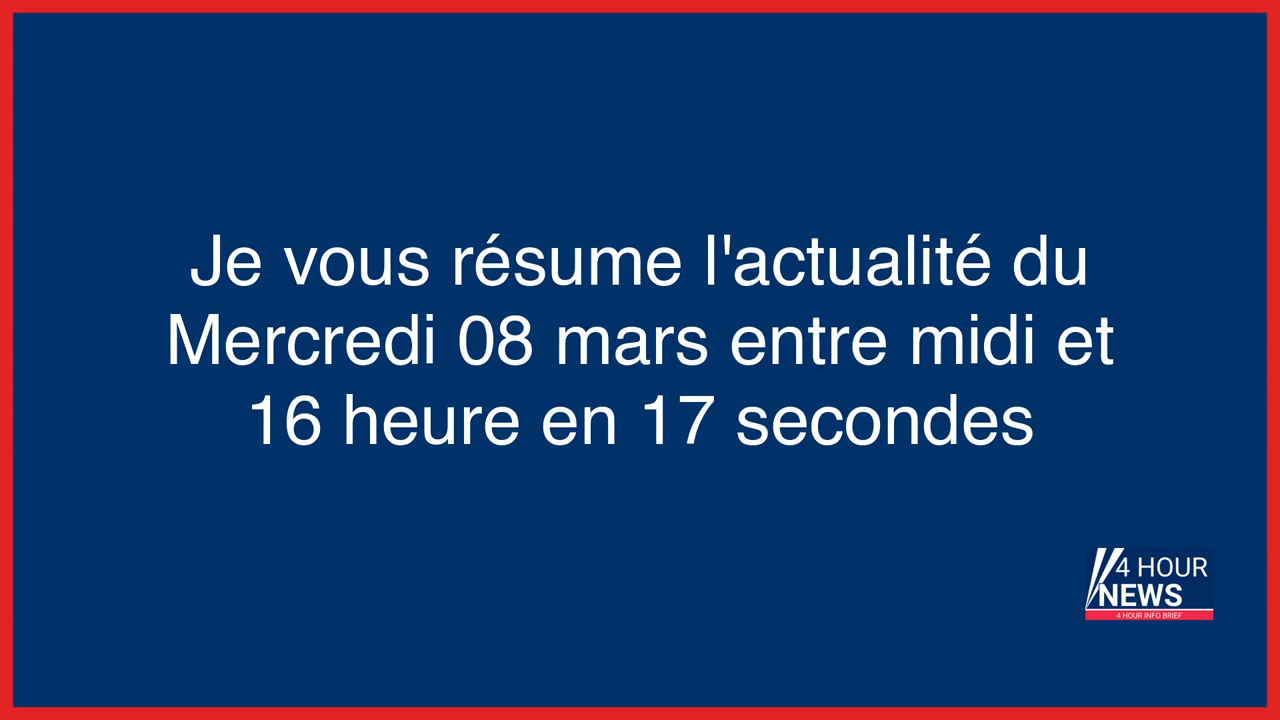 Je vous résume l'actualité du
Mercredi 08 mars entre midi et
16 heure en 17 secondes
4 HOUR
NEWS
4 HOUR INFO BRIEF